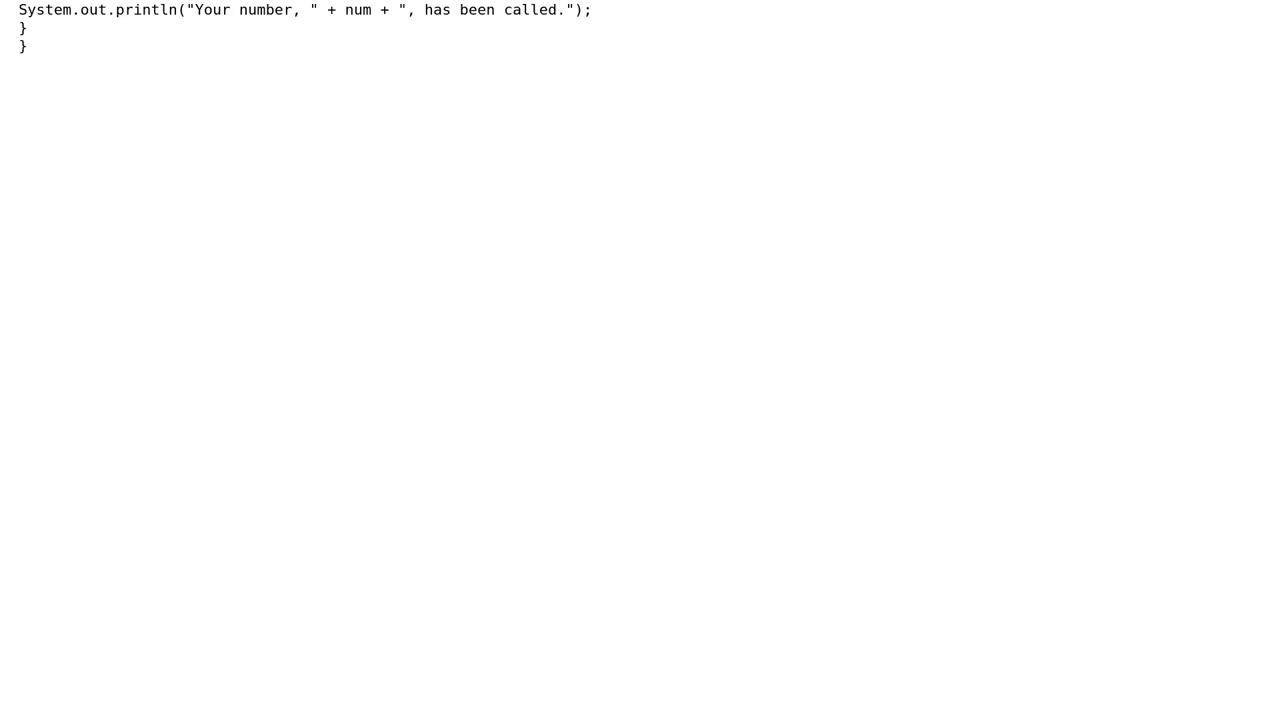 System.out.println("Your number, " + num + ", has been called.");
}
}